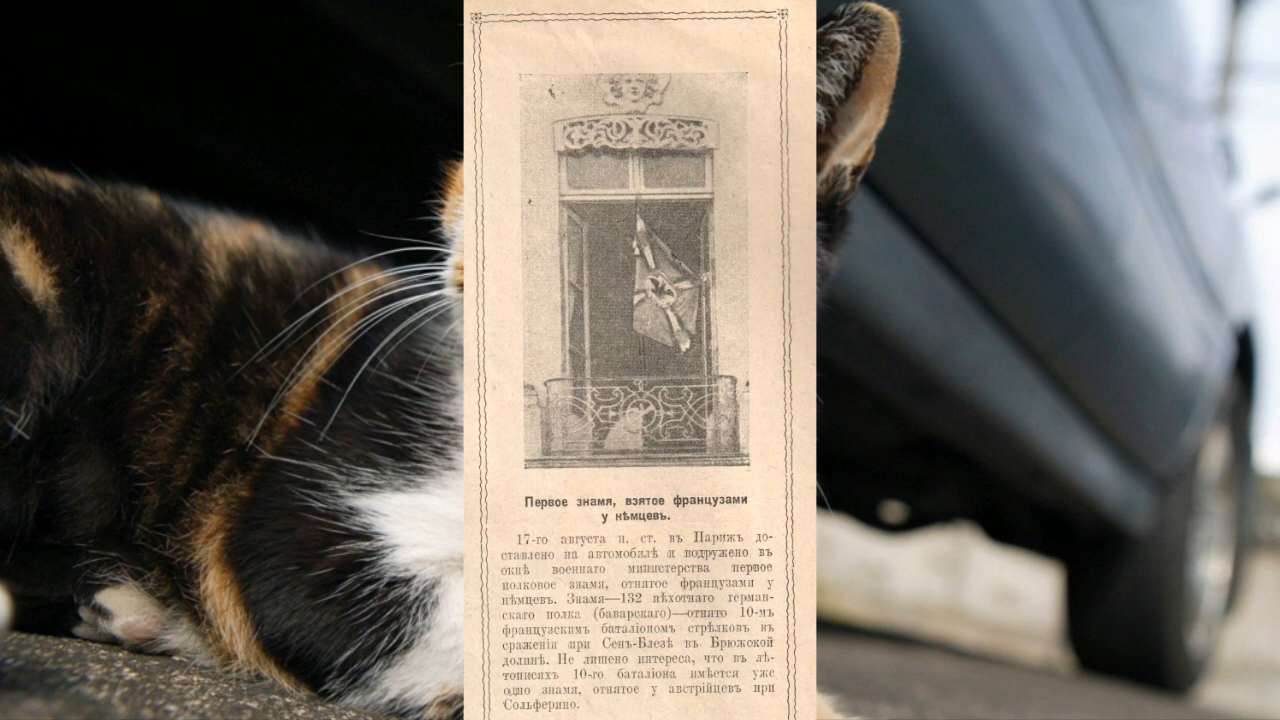 Первое знамя, взятое французами
у нѣмцевъ.
17-го августа н. ст. въ Парижъ до-
ставлено на автомобилѣ и водружено въ
окнѣ военнаго министерства первое
полковое знамя, отнятое французами у
нѣмцевъ. Знамя—132 пѣхотнаго герман-
скаго полка (баварскаго)—отнято 10-мъ
французскимъ баталіономъ стрѣлковъ въ
сраженіи при Сенъ-Блезѣ въ Брюжской
долинѣ. Не лишено интереса, что въ лѣ-
тописяхъ 10-го баталіона имѣется уже
одно знамя, отнятое у австрійцевъ при
Сольферино.